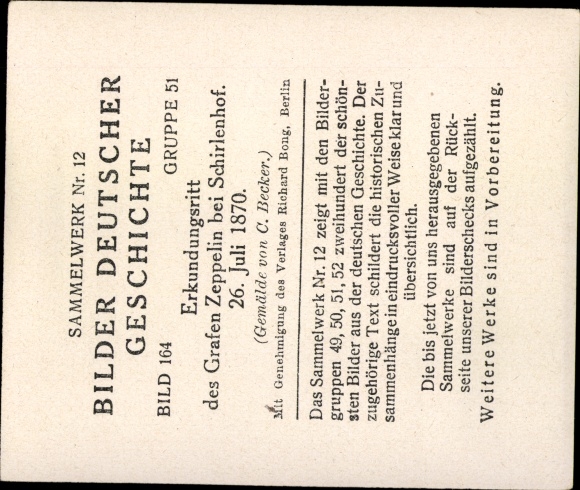 SAMMELWERK Nr. 12
BILDER DEUTSCHER
GESCHICHTE
BILD 164 GRUPPE 51
Erkundungsritt
des Grafen Zeppelin bei Schirlenhof.
26. Juli 1870.
(Gemälde von C. Becker.)
Mit Genehmigung des Verlages Richard Bong, Berlin
Das Sammelwerk Nr. 12 zeigt mit den Bilder-
gruppen 49, 50, 51, 52 zweihundert der schön-
sten Bilder aus der deutschen Geschichte. Der
zugehörige Text schildert die historischen Zu-
sammenhänge in eindrucksvoller Weise klar und
übersichtlich.
Die bis jetzt von uns herausgegebenen
Sammelwerke sind auf der Rück-
seite unserer Bilderschecks aufgezählt.
Weitere Werke sind in Vorbereitung.